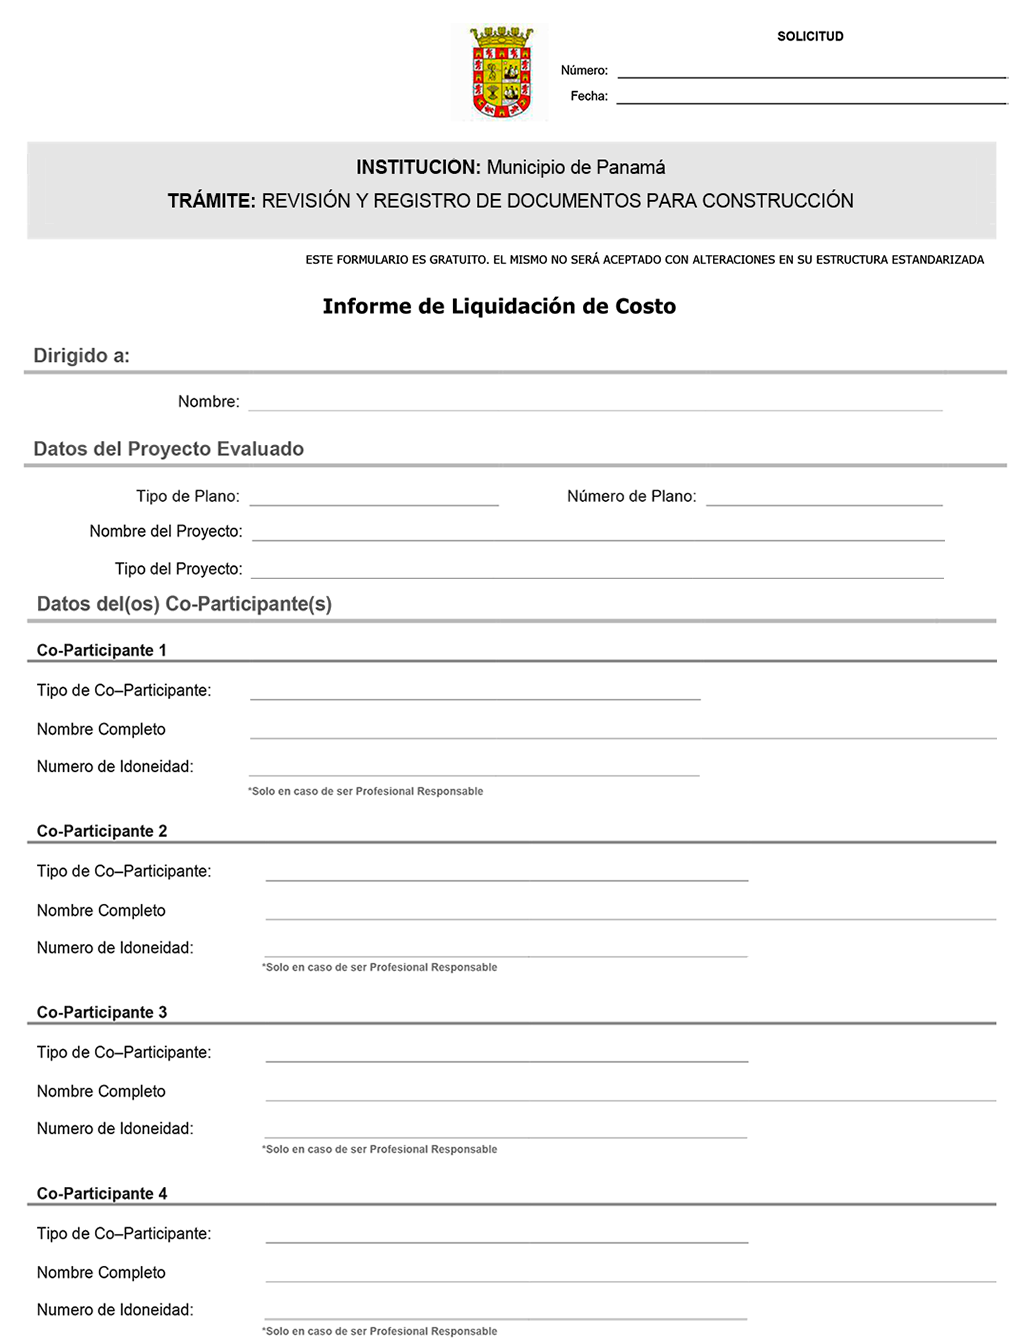 SOLICITUD
Número:
Fecha:
INSTITUCION: Municipio de Panamá
TRÁMITE: REVISIÓN Y REGISTRO DE DOCUMENTOS PARA CONSTRUCCIÓN
ESTE FORMULARIO ES GRATUITO. EL MISMO NO SERÁ ACEPTADO CON ALTERACIONES EN SU ESTRUCTURA ESTANDARIZADA
Informe de Liquidación de Costo
Dirigido a:
Nombre:
Datos del Proyecto Evaluado
Tipo de Plano: Número de Plano:
Nombre del Proyecto:
Tipo del Proyecto:
Datos del(os) Co-Participante(s)
Co-Participante 1
Tipo de Co–Participante:
Nombre Completo
Numero de Idoneidad:
*Solo en caso de ser Profesional Responsable
Co-Participante 2
Tipo de Co–Participante:
Nombre Completo
Numero de Idoneidad:
*Solo en caso de ser Profesional Responsable
Co-Participante 3
Tipo de Co–Participante:
Nombre Completo
Numero de Idoneidad:
*Solo en caso de ser Profesional Responsable
Co-Participante 4
Tipo de Co–Participante:
Nombre Completo
Numero de Idoneidad:
*Solo en caso de ser Profesional Responsable